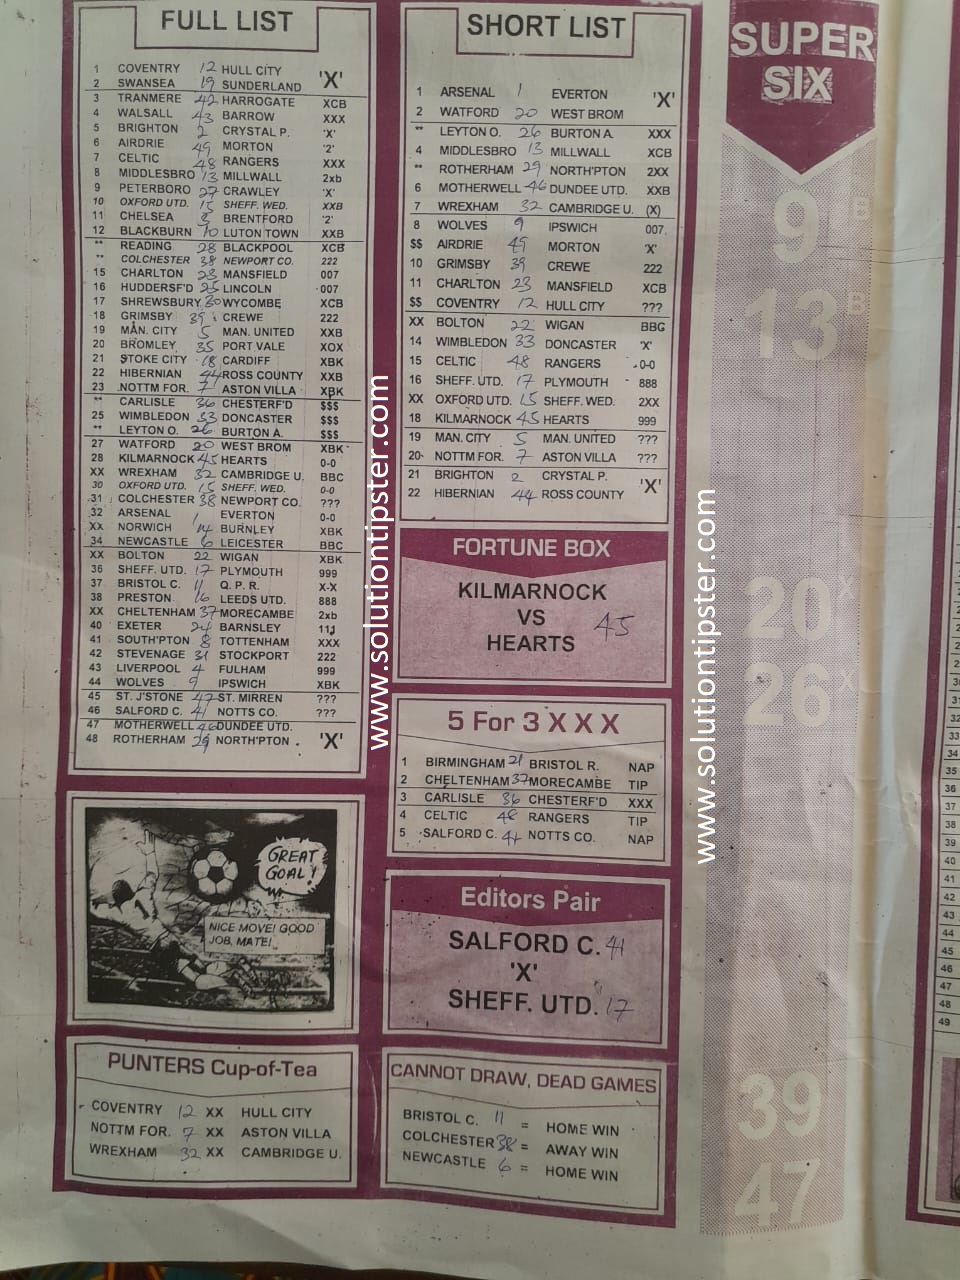 FULL LIST
1 COVENTRY 12 HULL CITY 'X'
2 SWANSEA 19 SUNDERLAND
3 TRANMERE 42 HARROGATE XCB
4 WALSALL 43 BARROW XXX
5 BRIGHTON 2 CRYSTAL P. 'X'
6 AIRDRIE 49 MORTON '2'
7 CELTIC 48 RANGERS XXX
8 MIDDLESBRO 13 MILLWALL 2xb
9 PETERBORO 27 CRAWLEY 'X'
10 OXFORD UTD. 15 SHEFF. WED. XXB
11 CHELSEA 3 BRENTFORD '2'
12 BLACKBURN 10 LUTON TOWN XXB
** READING 28 BLACKPOOL XCB
** COLCHESTER 38 NEWPORT CO. 222
15 CHARLTON 23 MANSFIELD 007
16 HUDDERSF'D 25 LINCOLN 007
17 SHREWSBURY 30 WYCOMBE XCB
18 GRIMSBY 39 CREWE 222
19 MAN. CITY 5 MAN. UNITED XXB
20 BROMLEY 35 PORT VALE XOX
21 STOKE CITY 18 CARDIFF XBK
22 HIBERNIAN 44 ROSS COUNTY XXB
23 NOTTM FOR. 7 ASTON VILLA XBK
** CARLISLE 36 CHESTERF'D $$$
25 WIMBLEDON 33 DONCASTER $$$
** LEYTON O. 26 BURTON A. $$$
27 WATFORD 20 WEST BROM XBK
28 KILMARNOCK 45 HEARTS 0-0
XX WREXHAM 32 CAMBRIDGE U. BBC
30 OXFORD UTD. 15 SHEFF. WED. 0-0
31 COLCHESTER 38 NEWPORT CO. ???
32 ARSENAL 1 EVERTON 0-0
XX NORWICH 14 BURNLEY XBK
34 NEWCASTLE 6 LEICESTER BBC
XX BOLTON 22 WIGAN XBK
36 SHEFF. UTD. 17 PLYMOUTH 999
37 BRISTOL C. 11 Q. P. R. X-X
38 PRESTON 16 LEEDS UTD. 888
XX CHELTENHAM 37 MORECAMBE 2xb
40 EXETER 24 BARNSLEY 11J
41 SOUTH'PTON 8 TOTTENHAM XXX
42 STEVENAGE 31 STOCKPORT 222
43 LIVERPOOL 4 FULHAM 999
44 WOLVES 9 IPSWICH XBK
45 ST. J'STONE 47 ST. MIRREN ???
46 SALFORD C. 41 NOTTS CO. ???
47 MOTHERWELL 46 DUNDEE UTD. 'X'
48 ROTHERHAM 29 NORTH'PTON
GREAT
GOAL!
NICE MOVE! GOOD
JOB, MATE!
PUNTERS Cup-of-Tea
COVENTRY 12 XX HULL CITY
NOTTM FOR. 7 XX ASTON VILLA
WREXHAM 32 XX CAMBRIDGE U.
www.solutiontipster.com
SHORT LIST
1 ARSENAL 1 EVERTON 'X'
2 WATFORD 20 WEST BROM
** LEYTON O. 26 BURTON A. XXX
4 MIDDLESBRO 13 MILLWALL XCB
** ROTHERHAM 29 NORTH'PTON 2XX
6 MOTHERWELL 46 DUNDEE UTD. XXB
7 WREXHAM 32 CAMBRIDGE U. (X)
8 WOLVES 9 IPSWICH 007
$$ AIRDRIE 49 MORTON 'X'
10 GRIMSBY 39 CREWE 222
11 CHARLTON 23 MANSFIELD XCB
$$ COVENTRY 12 HULL CITY ???
XX BOLTON 22 WIGAN BBG
14 WIMBLEDON 33 DONCASTER 'X'
15 CELTIC 48 RANGERS 0-0
16 SHEFF. UTD. 17 PLYMOUTH 888
XX OXFORD UTD. 15 SHEFF. WED. 2XX
18 KILMARNOCK 45 HEARTS 999
19 MAN. CITY 5 MAN. UNITED ???
20 NOTTM FOR. 7 ASTON VILLA ???
21 BRIGHTON 2 CRYSTAL P. 'X'
22 HIBERNIAN 44 ROSS COUNTY
FORTUNE BOX
KILMARNOCK
VS 45
HEARTS
5 For 3 X X X
1 BIRMINGHAM 21 BRISTOL R. NAP
2 CHELTENHAM 37 MORECAMBE TIP
3 CARLISLE 36 CHESTERF'D XXX
4 CELTIC 48 RANGERS TIP
5 SALFORD C. 41 NOTTS CO. NAP
Editors Pair
SALFORD C. 41
'X'
SHEFF. UTD. 17
CANNOT DRAW, DEAD GAMES
BRISTOL C. 11 = HOME WIN
COLCHESTER 38 = AWAY WIN
NEWCASTLE 6 = HOME WIN
www.solutiontipster.com
SUPER
SIX
9 B
13 B
20 X
26 X
39
47
34
35
36
37
38
39
40
41
42
43
44
45
46
47
48
49